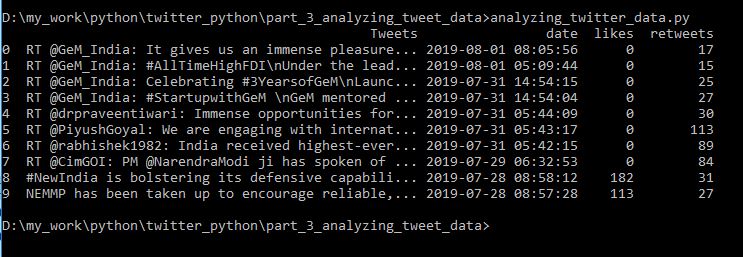 D:\my_work\python\twitter_python\part_3_analyzing_tweet_data>analyzing_twitter_data.py
Tweets date likes retweets
0 RT @GeM_India: It gives us an immense pleasure... 2019-08-01 08:05:56 0 17
1 RT @GeM_India: #AllTimeHighFDI\nUnder the lead... 2019-08-01 05:09:44 0 15
2 RT @GeM_India: Celebrating #3YearsofGeM\nLaunc... 2019-07-31 14:54:15 0 25
3 RT @GeM_India: #StartupwithGeM \nGeM mentored ... 2019-07-31 14:54:04 0 27
4 RT @drpraveentiwari: Immense opportunities for... 2019-07-31 05:44:09 0 30
5 RT @PiyushGoyal: We are engaging with internat... 2019-07-31 05:43:17 0 113
6 RT @rabhishek1982: India received highest-ever... 2019-07-31 05:42:15 0 89
7 RT @CimGOI: PM @NarendraModi ji has spoken of ... 2019-07-29 06:32:53 0 84
8 #NewIndia is bolstering its defensive capabili... 2019-07-28 08:58:12 182 31
9 NEMMP has been taken up to encourage reliable,... 2019-07-28 08:57:28 113 27
D:\my_work\python\twitter_python\part_3_analyzing_tweet_data>